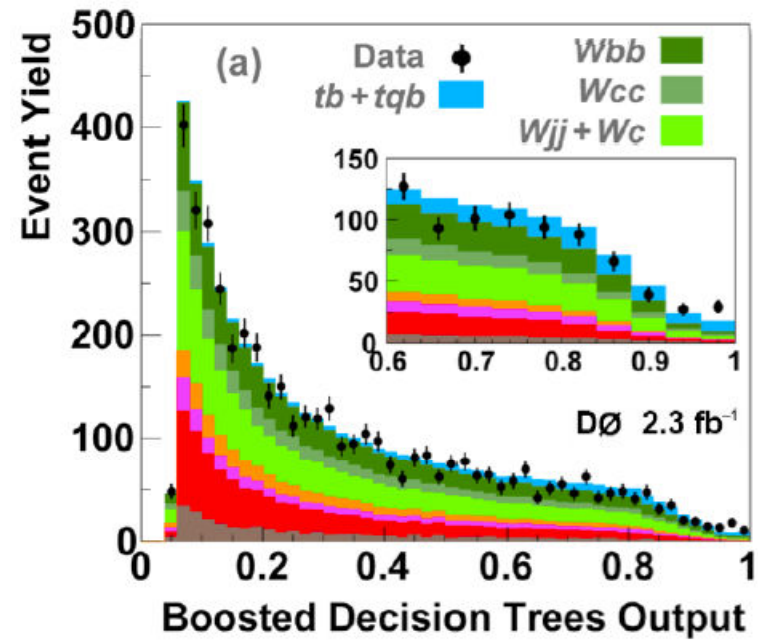 Event Yield
500
400
300
200
100
0
(a)
Data
tb + tqb
Wbb
Wcc
Wjj + Wc
150
100
50
0
0.6 0.7 0.8 0.9 1
DØ 2.3 fb⁻¹
0 0.2 0.4 0.6 0.8 1
Boosted Decision Trees Output